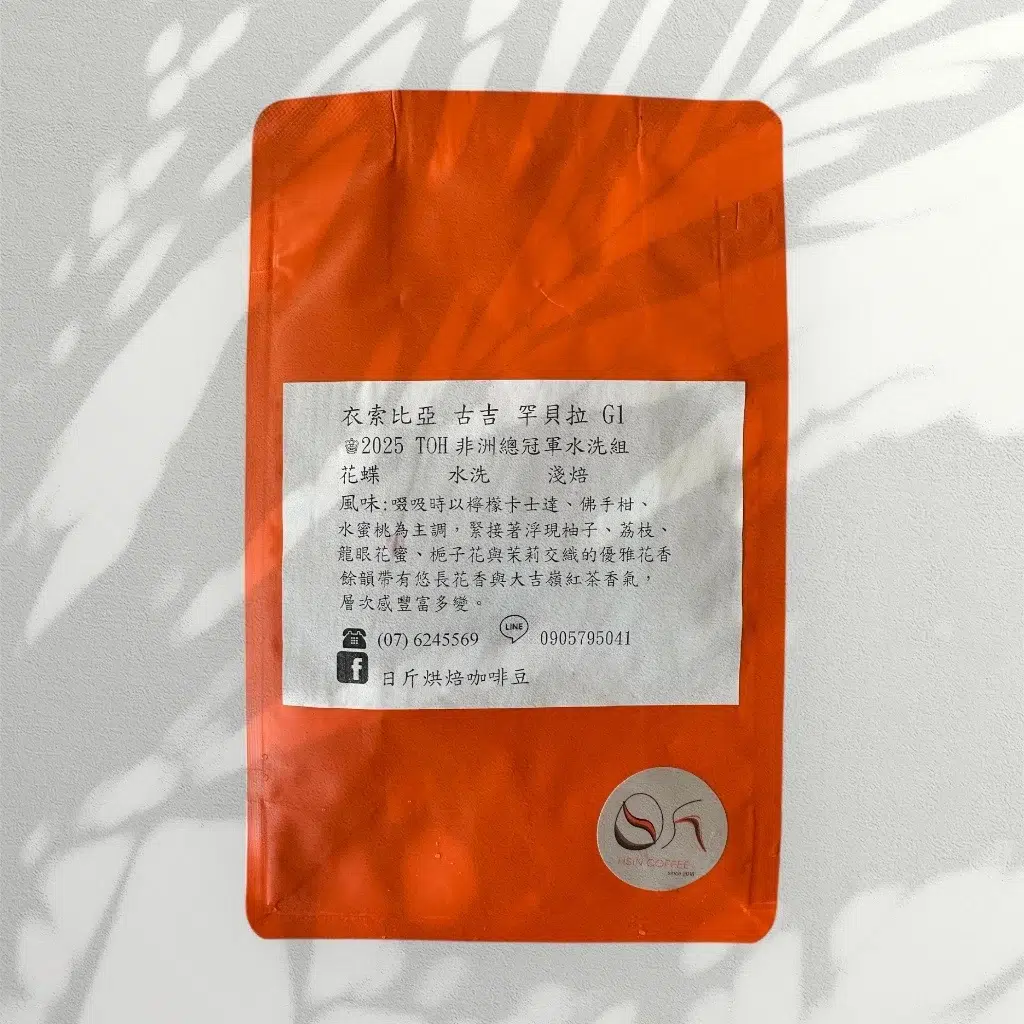 衣索比亞 古吉 罕貝拉 G1
2025 TOH 非洲總冠軍水洗組
花蝶 水洗 淺焙
風味:啜吸時以檸檬卡士達、佛手柑、
水蜜桃為主調，緊接著浮現柚子、荔枝、
龍眼花蜜、梔子花與茉莉交織的優雅花香
餘韻帶有悠長花香與大吉嶺紅茶香氣，
層次感豐富多變。
(07) 6245569 LINE 0905795041
f 日斤烘焙咖啡豆
HSIN COFFEE